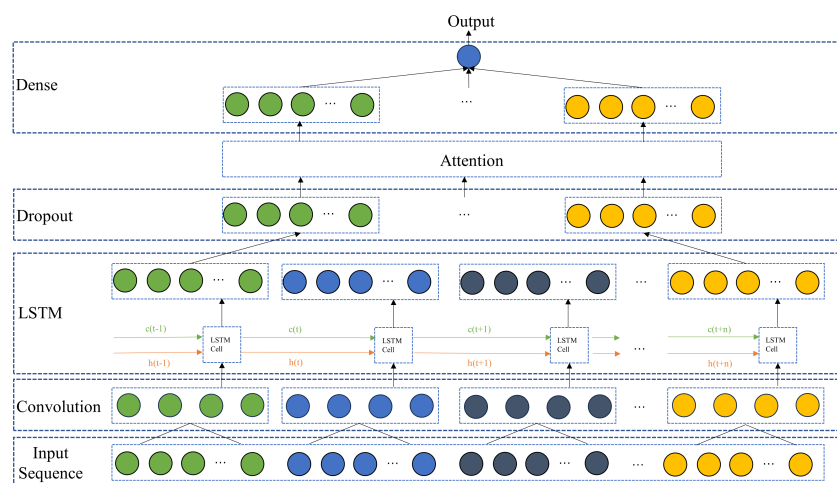 Output
Dense
...
...
...
Attention
Dropout
...
...
...
LSTM
...
...
...
...
...
c(t-1)
c(t)
c(t+1)
c(t+n)
LSTM
Cell
LSTM
Cell
LSTM
Cell
LSTM
Cell
...
h(t-1)
h(t)
h(t+1)
h(t+n)
Convolution
...
Input
Sequence
...
...
...
...
...